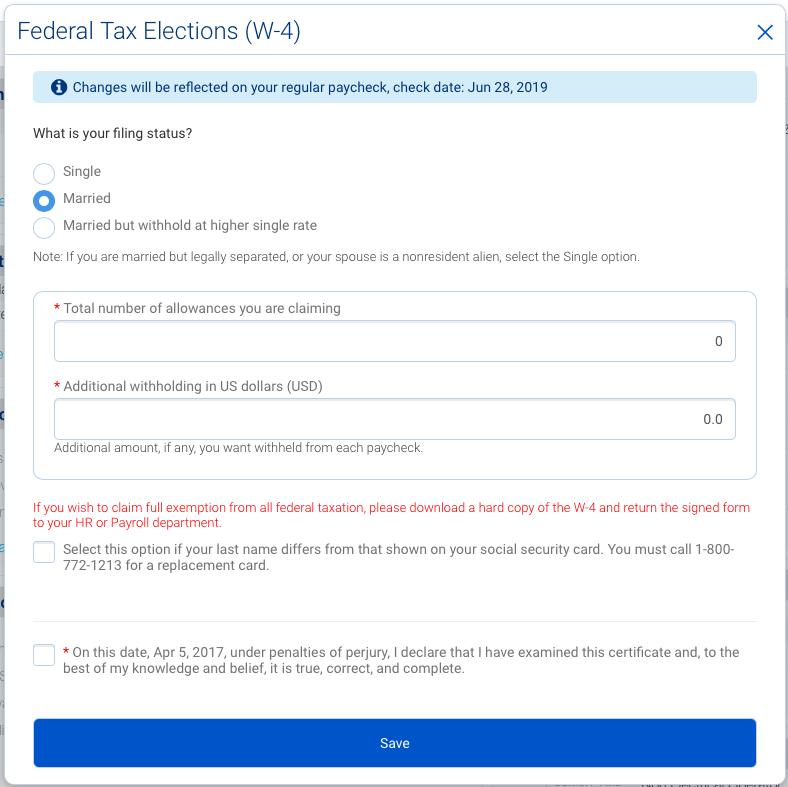 Federal Tax Elections (W-4)
Changes will be reflected on your regular paycheck, check date: Jun 28, 2019
What is your filing status?
Single
Married
Married but withhold at higher single rate
Note: If you are married but legally separated, or your spouse is a nonresident alien, select the Single option.
* Total number of allowances you are claiming
0
* Additional withholding in US dollars (USD)
0.0
Additional amount, if any, you want withheld from each paycheck.
If you wish to claim full exemption from all federal taxation, please download a hard copy of the W-4 and return the signed form
to your HR or Payroll department.
Select this option if your last name differs from that shown on your social security card. You must call 1-800-
772-1213 for a replacement card.
* On this date, Apr 5, 2017, under penalties of perjury, I declare that I have examined this certificate and, to the
best of my knowledge and belief, it is true, correct, and complete.
Save